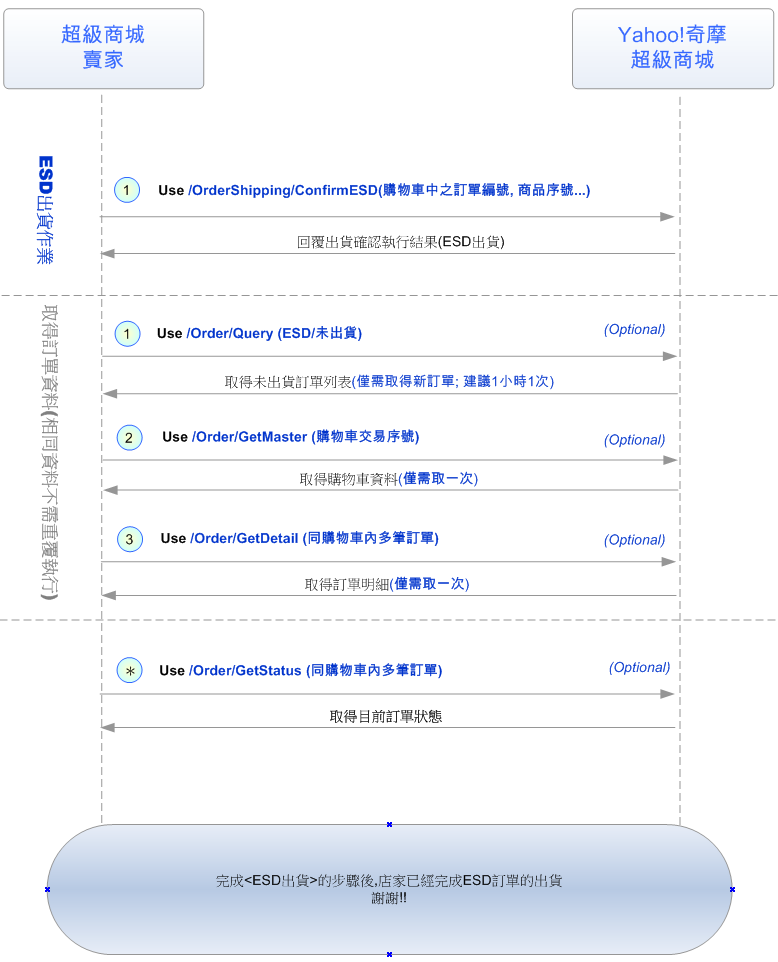 超級商城
賣家
Yahoo!奇摩
超級商城
ESD出貨作業
1
Use /OrderShipping/ConfirmESD(購物車中之訂單編號, 商品序號...)
回覆出貨確認執行結果(ESD出貨)
取得訂單資料(相同資料不需重覆執行)
1
Use /Order/Query (ESD/未出貨)
(Optional)
取得未出貨訂單列表(僅需取得新訂單; 建議1小時1次)
2
Use /Order/GetMaster (購物車交易序號)
(Optional)
取得購物車資料(僅需取一次)
3
Use /Order/GetDetail (同購物車內多筆訂單)
(Optional)
取得訂單明細(僅需取一次)
*
Use /Order/GetStatus (同購物車內多筆訂單)
(Optional)
取得目前訂單狀態
完成<ESD出貨>的步驟後,店家已經完成ESD訂單的出貨
謝謝!!